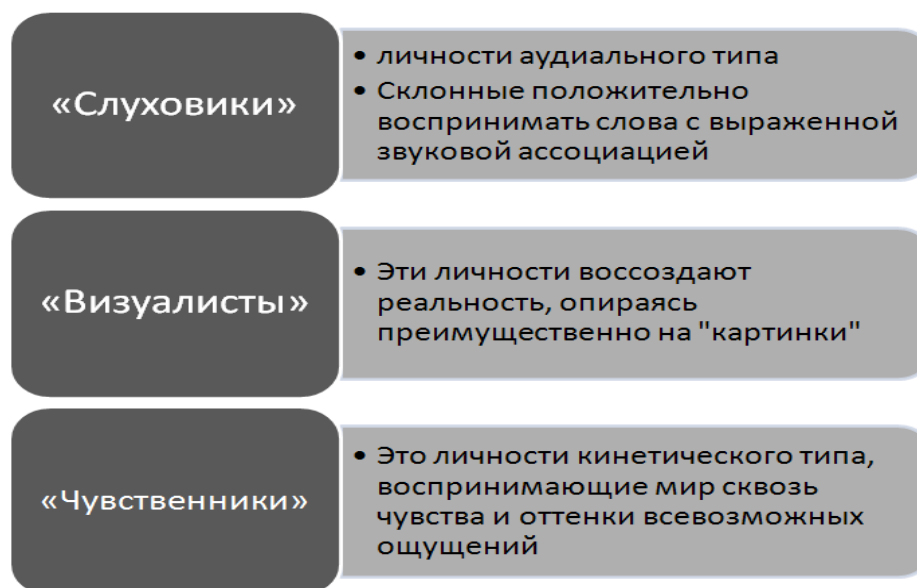 «Слуховики»
• личности аудиального типа
• Склонные положительно
воспринимать слова с выраженной
звуковой ассоциацией
«Визуалисты»
• Эти личности воссоздают
реальность, опираясь
преимущественно на "картинки"
«Чувственники»
• Это личности кинетического типа,
воспринимающие мир сквозь
чувства и оттенки всевозможных
ощущений